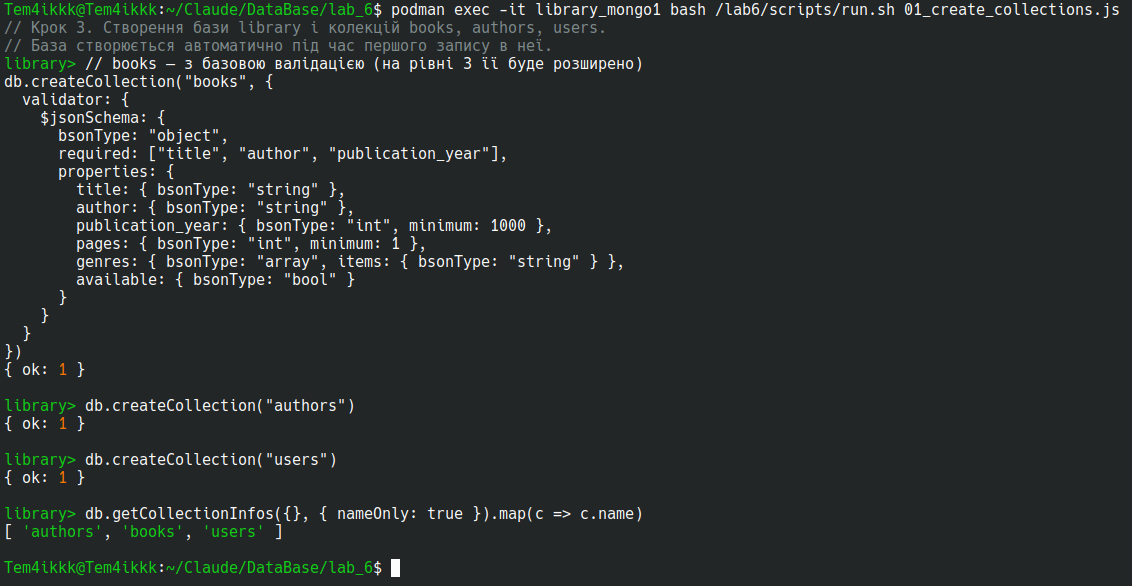 Tem4ikkk@Tem4ikkk:~/Claude/DataBase/lab_6$ podman exec -it library_mongo1 bash /lab6/scripts/run.sh 01_create_collections.js
// Крок 3. Створення бази library і колекцій books, authors, users.
// База створюється автоматично під час першого запису в неї.
library> // books — з базовою валідацією (на рівні 3 її буде розширено)
db.createCollection("books", {
  validator: {
    $jsonSchema: {
      bsonType: "object",
      required: ["title", "author", "publication_year"],
      properties: {
        title: { bsonType: "string" },
        author: { bsonType: "string" },
        publication_year: { bsonType: "int", minimum: 1000 },
        pages: { bsonType: "int", minimum: 1 },
        genres: { bsonType: "array", items: { bsonType: "string" } },
        available: { bsonType: "bool" }
      }
    }
  }
})
{ ok: 1 }
library> db.createCollection("authors")
{ ok: 1 }
library> db.createCollection("users")
{ ok: 1 }
library> db.getCollectionInfos({}, { nameOnly: true }).map(c => c.name)
[ 'authors', 'books', 'users' ]
Tem4ikkk@Tem4ikkk:~/Claude/DataBase/lab_6$